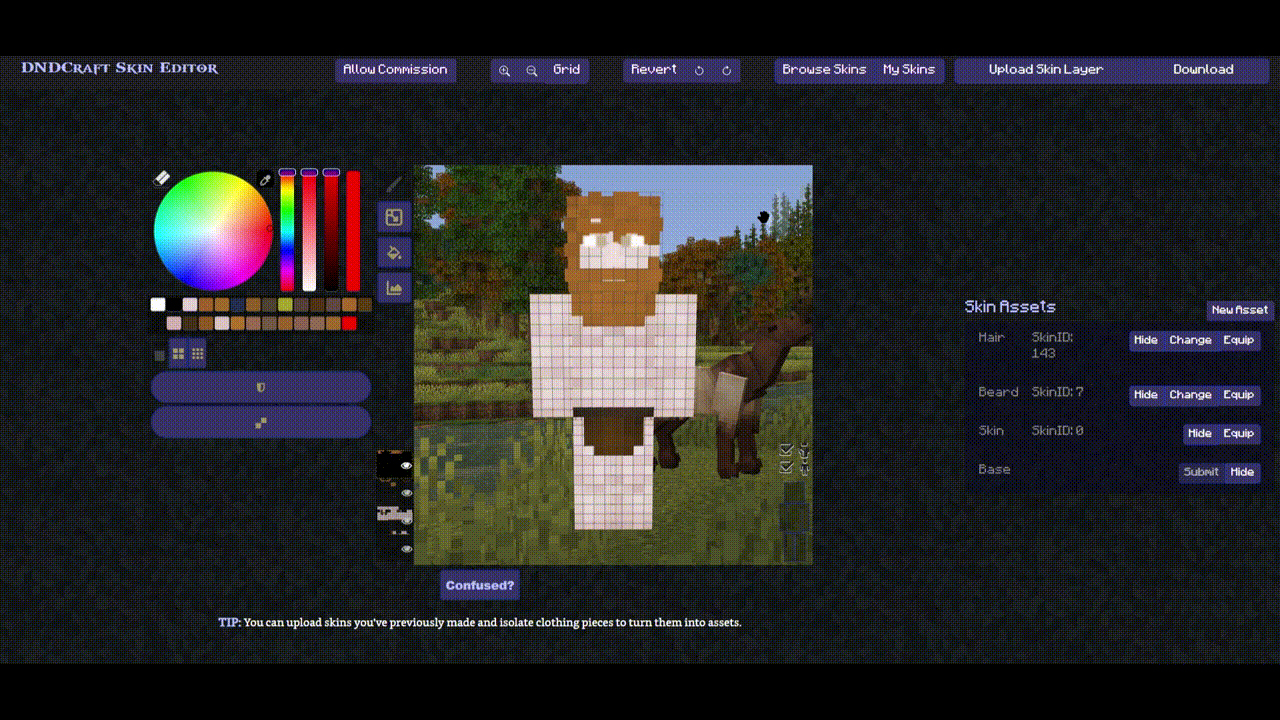 DNDCraft Skin Editor
Allow Commission
Grid
Revert
Browse Skins
My Skins
Upload Skin Layer
Download
Skin Assets
New Asset
Hair SkinID: 143 Hide Change Equip
Beard SkinID: 7 Hide Change Equip
Skin SkinID: 0 Hide Equip
Base Submit Hide
Confused?
TIP: You can upload skins you've previously made and isolate clothing pieces to turn them into assets.